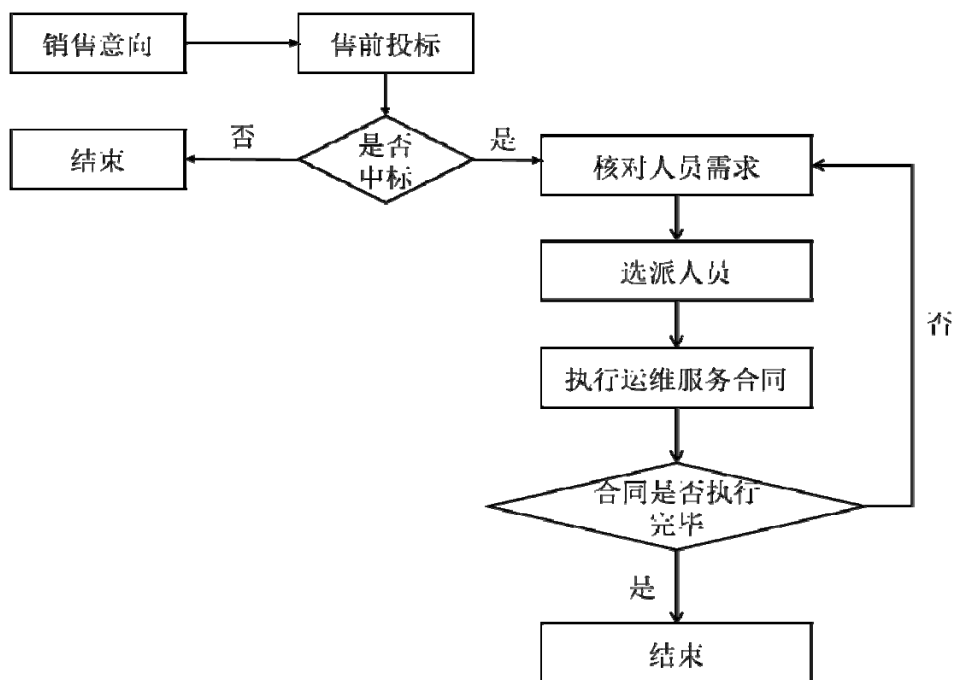 销售意向
售前投标
结束
否
是否
中标
是
核对人员需求
选派人员
否
执行运维服务合同
合同是否执行
完毕
是
结束